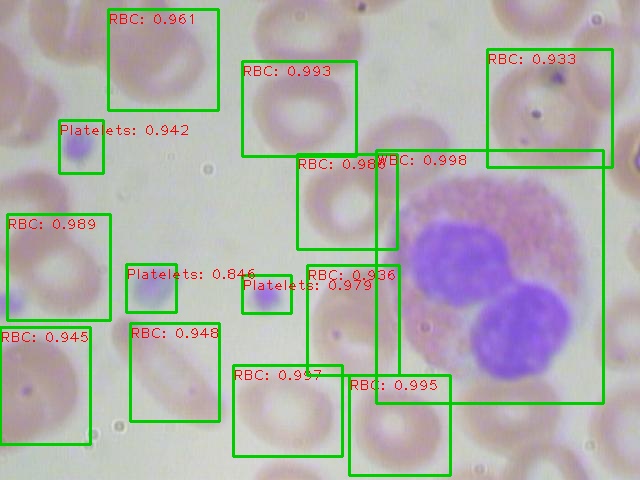 RBC: 0.961
RBC: 0.993
RBC: 0.933
Platelets: 0.942
RBC: 0.986
WBC: 0.998
RBC: 0.989
Platelets: 0.846
Platelets: 0.979
RBC: 0.936
RBC: 0.945
RBC: 0.948
RBC: 0.997
RBC: 0.995